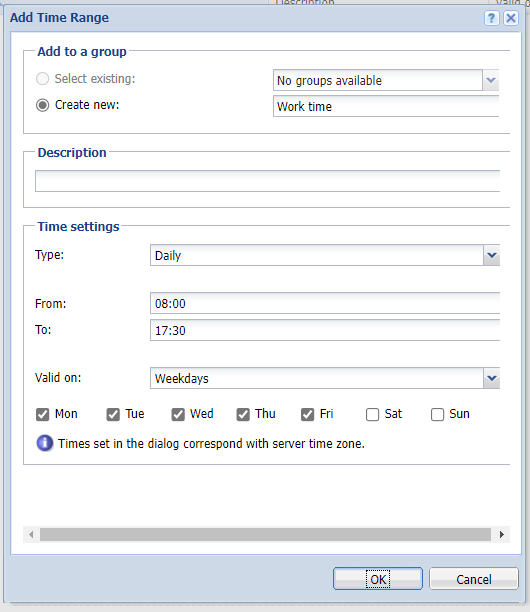 Description Valid o
Add Time Range ?
Add to a group
Select existing: No groups available
Create new: Work time
Description
Time settings
Type: Daily
From: 08:00
To: 17:30
Valid on: Weekdays
Mon Tue Wed Thu Fri Sat Sun
Times set in the dialog correspond with server time zone.
OK Cancel